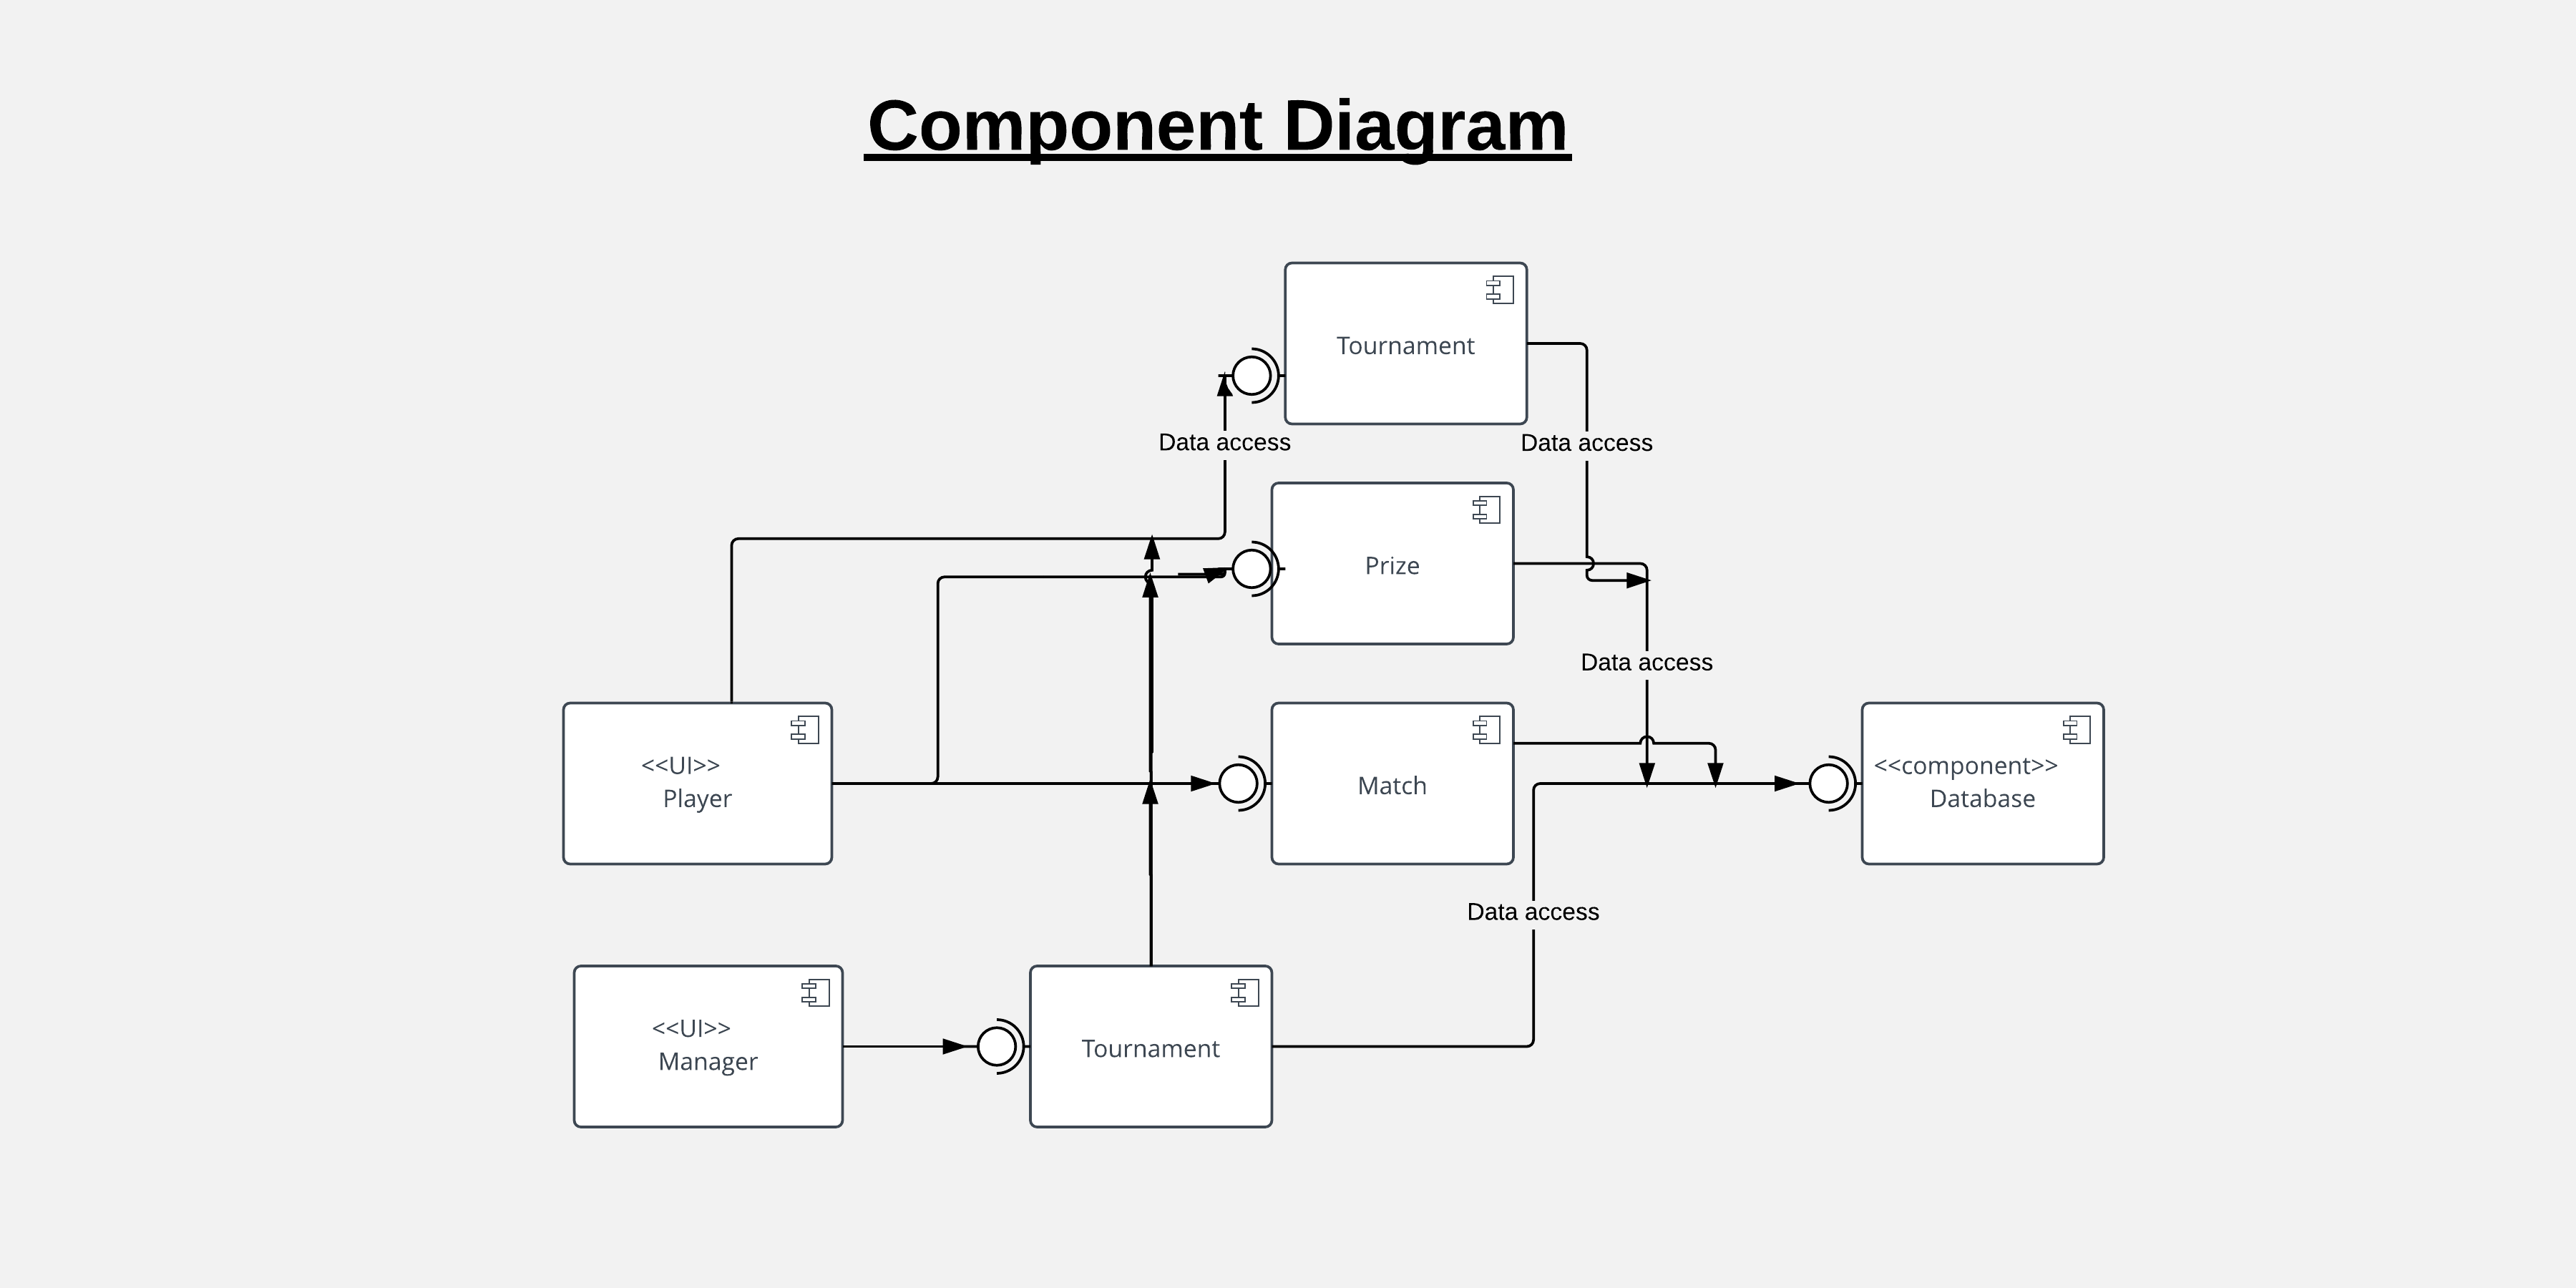 Component Diagram
Tournament
Data access
Data access
Prize
Data access
<<UI>>
Player
Match
<<component>>
Database
Data access
<<UI>>
Manager
Tournament